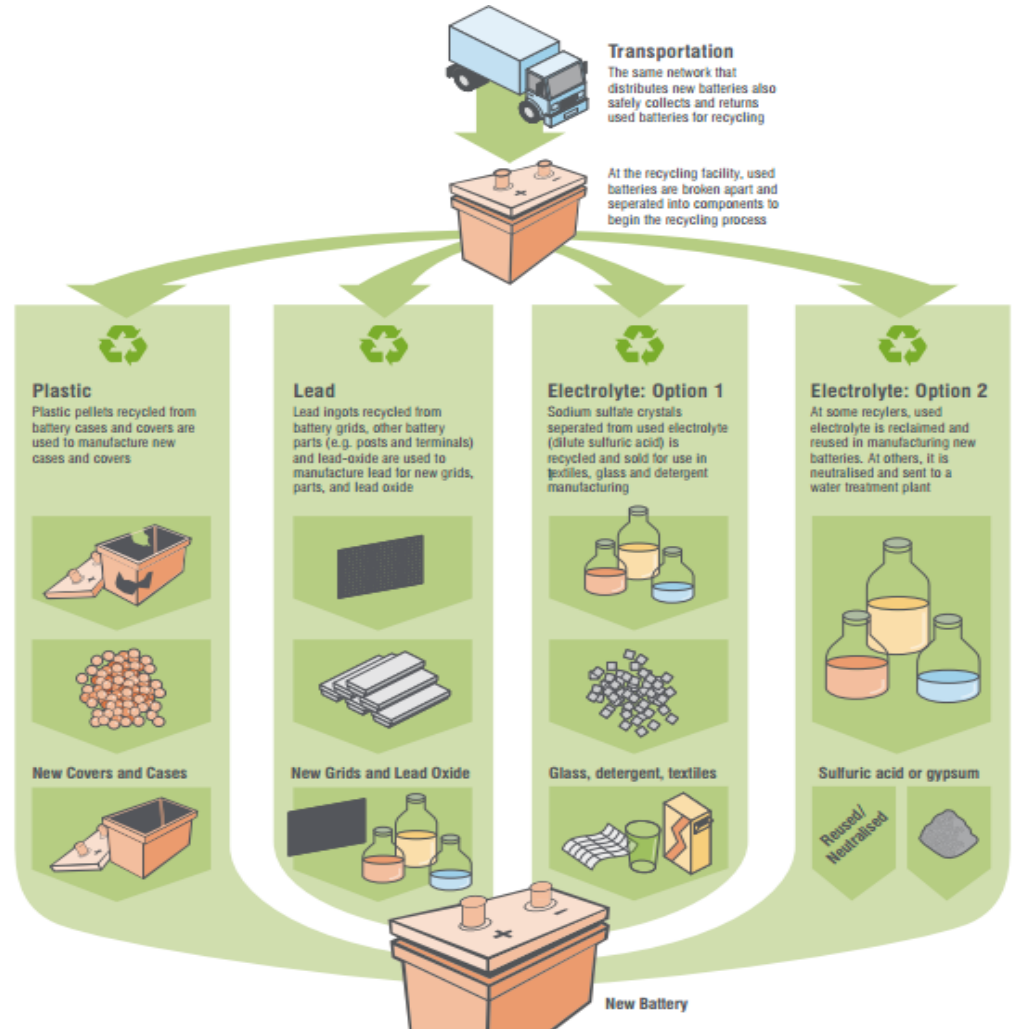 Transportation
The same network that
distributes new batteries also
safely collects and returns
used batteries for recycling
At the recycling facility, used
batteries are broken apart and
seperated into components to
begin the recycling process
Plastic
Plastic pellets recycled from
battery cases and covers are
used to manufacture new
cases and covers
New Covers and Cases
Lead
Lead ingots recycled from
battery grids, other battery
parts (e.g. posts and terminals)
and lead-oxide are used to
manufacture lead for new grids,
parts, and lead oxide
New Grids and Lead Oxide
Electrolyte: Option 1
Sodium sulfate crystals
seperated from used electrolyte
(dilute sulfuric acid) is
recycled and sold for use in
textiles, glass and detergent
manufacturing
Glass, detergent, textiles
Electrolyte: Option 2
At some recylers, used
electrolyte is reclaimed and
reused in manufacturing new
batteries. At others, it is
neutralised and sent to a
water treatment plant
Sulfuric acid or gypsum
Reused/
Neutralised
New Battery